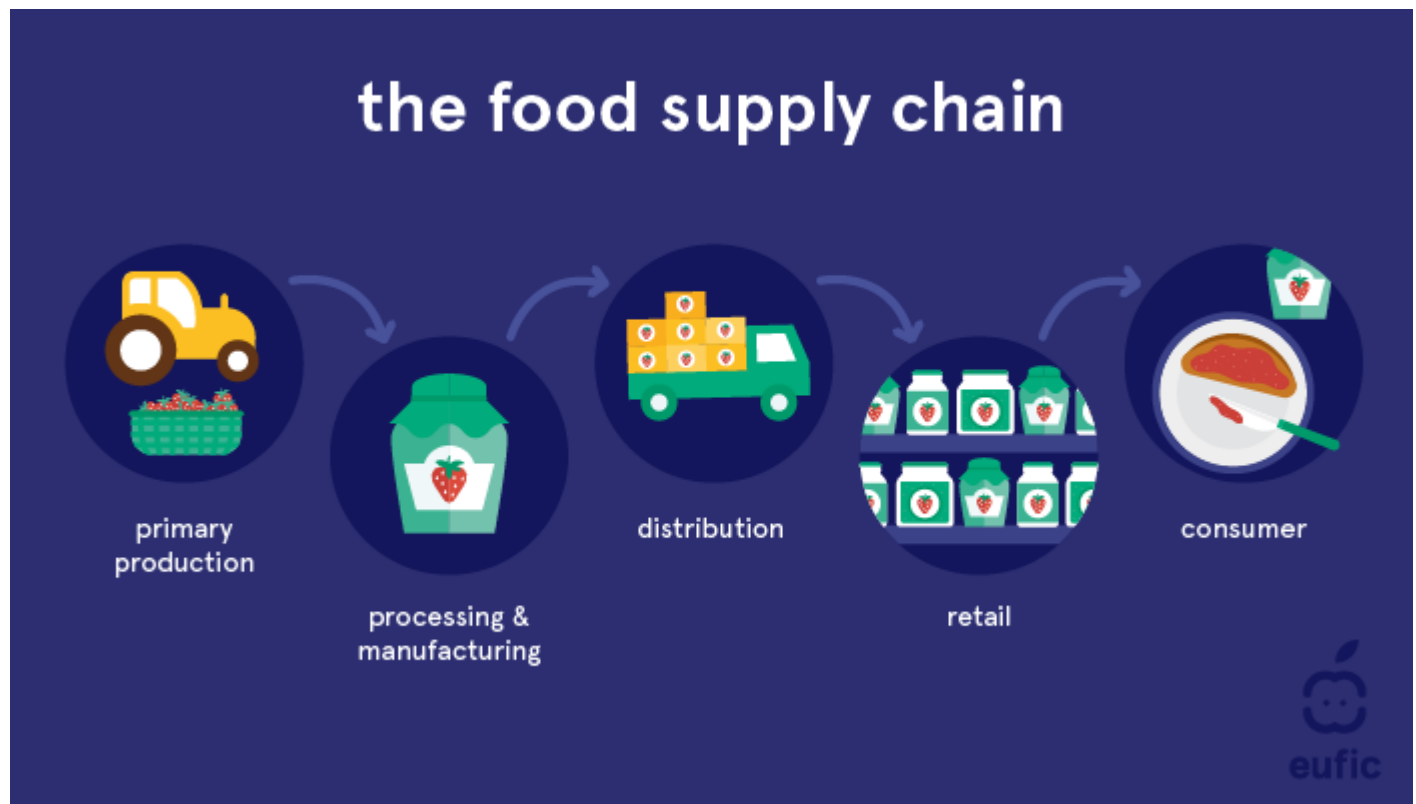 the food supply chain
primary
production
processing &
manufacturing
distribution
retail
consumer
eufic